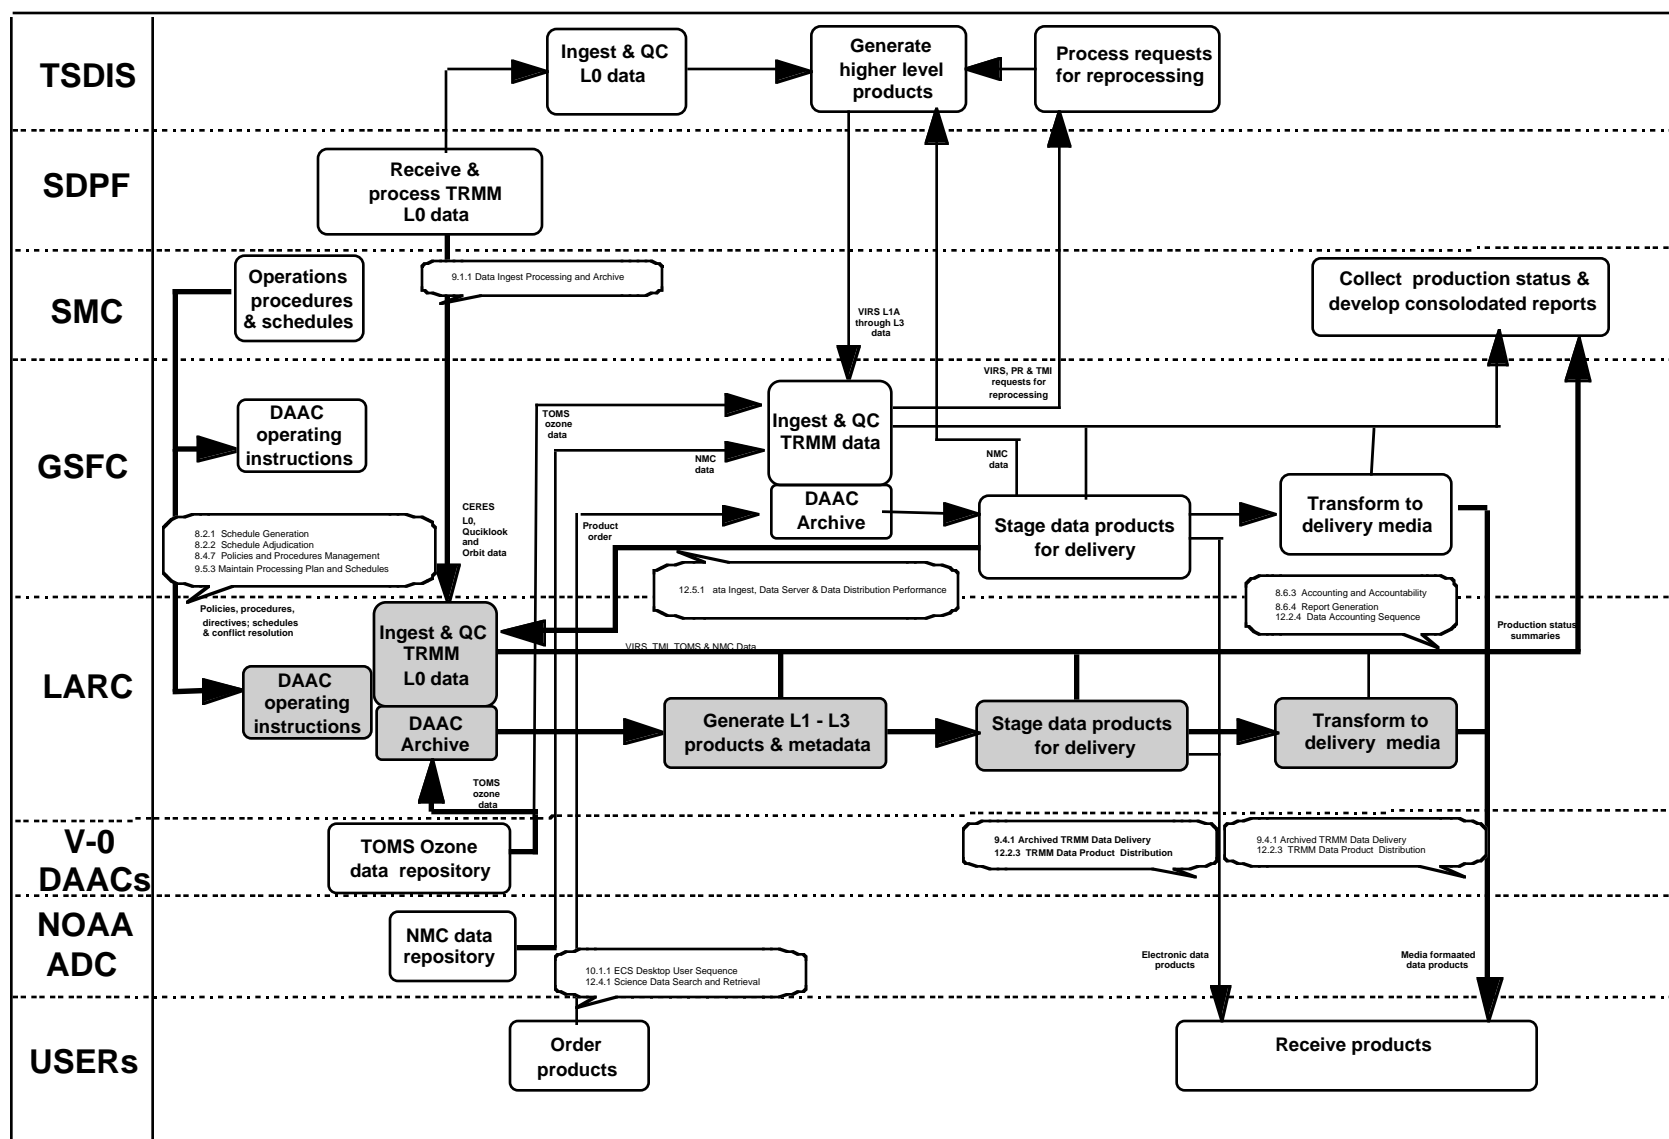 TSDIS
Ingest & QC
L0 data
Generate
higher level
products
Process requests
for reprocessing
SDPF
Receive &
process TRMM
L0 data
SMC
Operations
procedures
& schedules
9.1.1 Data Ingest Processing and Archive
VIRS L1A
through L3
data
Collect production status &
develop consolodated reports
GSFC
DAAC
operating
instructions
TOMS
ozone
data
NMC
data
Ingest & QC
TRMM data
VIRS, PR & TMI
requests for
reprocessing
NMC
data
DAAC
Archive
Stage data products
for delivery
Transform to
delivery media
CERES
L0,
Quciklook
and
Orbit data
Product
order
8.2.1 Schedule Generation
8.2.2 Schedule Adjudication
8.4.7 Policies and Procedures Management
9.5.3 Maintain Processing Plan and Schedules
12.5.1 ata Ingest, Data Server & Data Distribution Performance
8.6.3 Accounting and Accountability
8.6.4 Report Generation
12.2.4 Data Accounting Sequence
LARC
Policies, procedures,
directives; schedules
& conflict resolution
Ingest & QC
TRMM
L0 data
VIRS, TMI, TOMS & NMC Data
Production status
summaries
DAAC
operating
instructions
DAAC
Archive
Generate L1 - L3
products & metadata
Stage data products
for delivery
Transform to
delivery media
TOMS
ozone
data
V-0
DAACs
TOMS Ozone
data repository
9.4.1 Archived TRMM Data Delivery
12.2.3 TRMM Data Product Distribution
9.4.1 Archived TRMM Data Delivery
12.2.3 TRMM Data Product Distribution
NOAA
ADC
NMC data
repository
10.1.1 ECS Desktop User Sequence
12.4.1 Science Data Search and Retrieval
Electronic data
products
Media formaated
data products
USERs
Order
products
Receive products